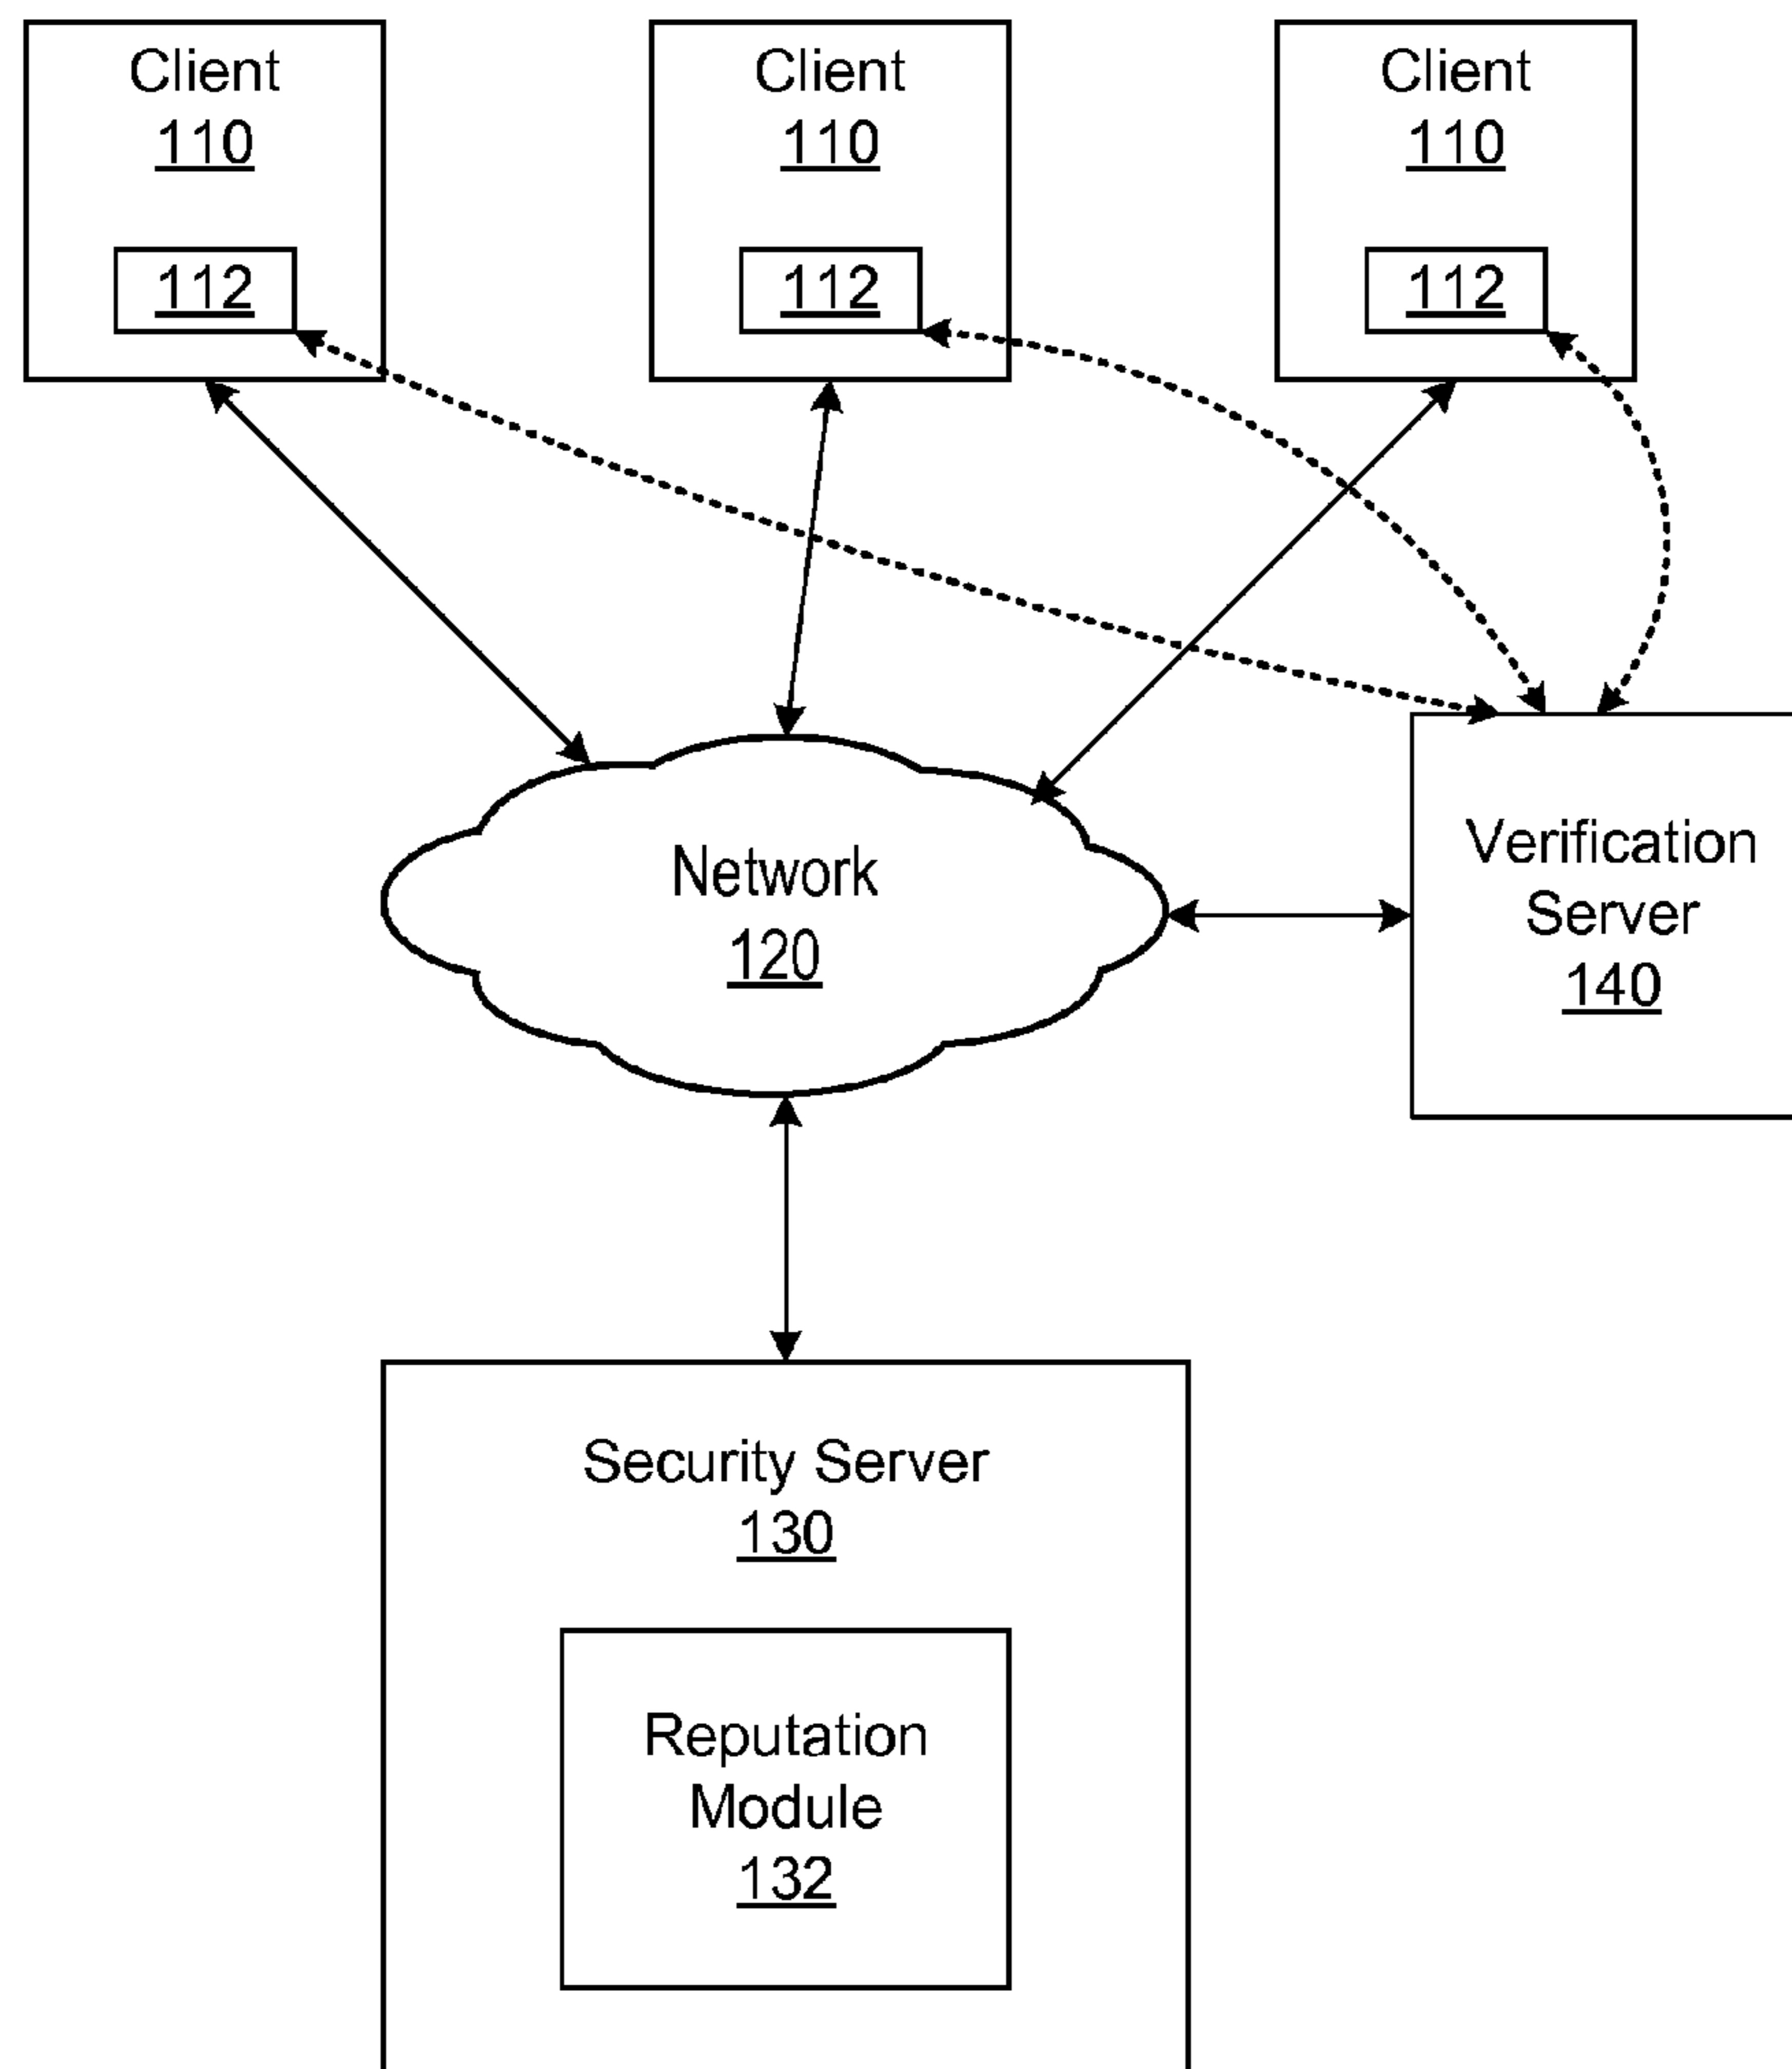 Client
110
112
Client
110
112
Client
110
112
Network
120
Verification
Server
140
Security Server
130
Reputation
Module
132